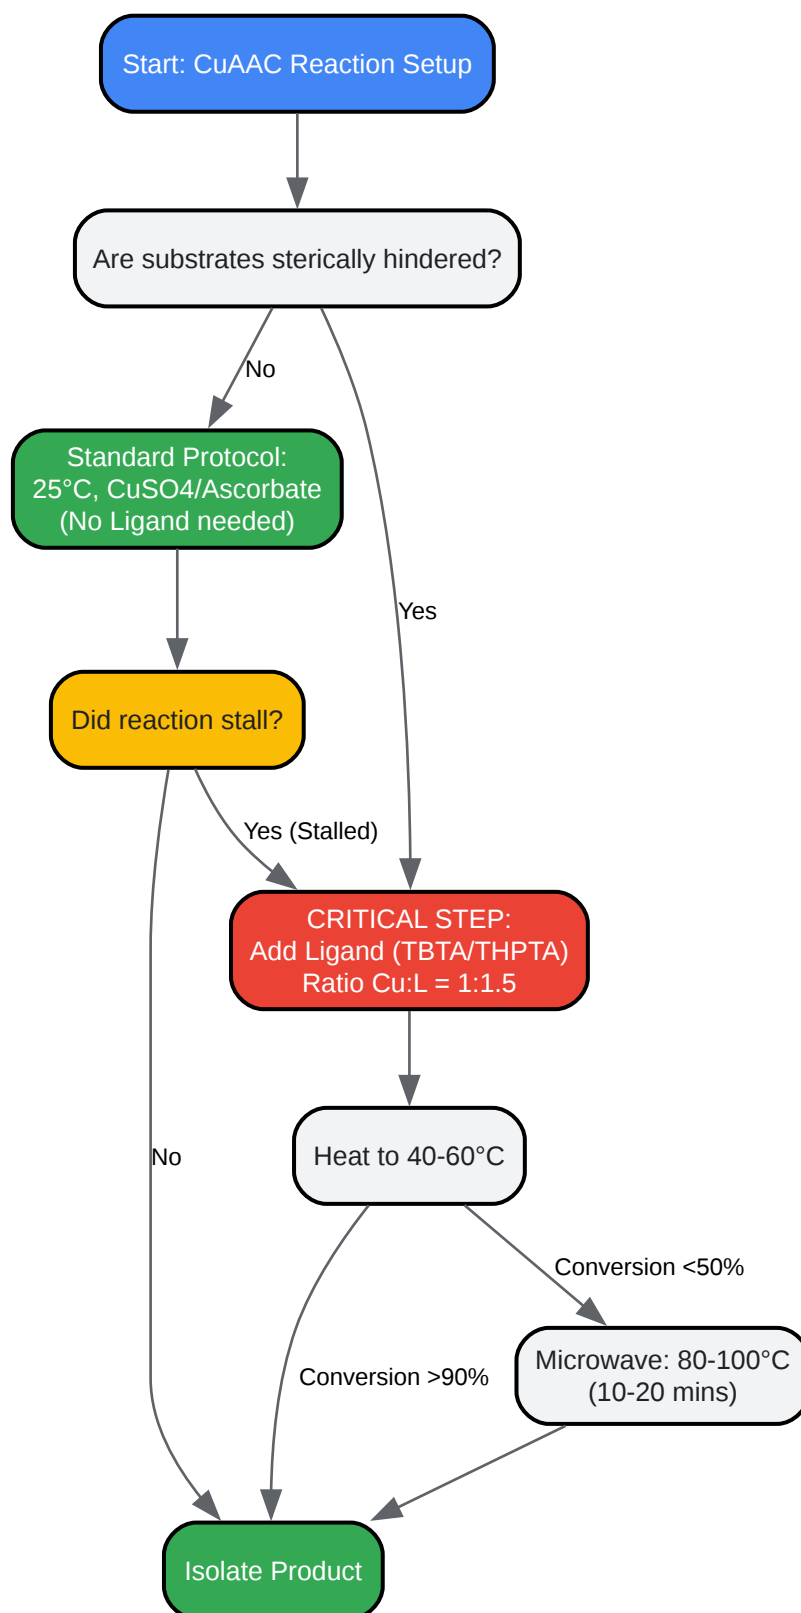 Start: CuAAC Reaction Setup
Are substrates sterically hindered?
No
Standard Protocol:
25°C, CuSO4/Ascorbate
(No Ligand needed)
Yes
Did reaction stall?
Yes (Stalled)
CRITICAL STEP:
Add Ligand (TBTA/THPTA)
Ratio Cu:L = 1:1.5
No
Heat to 40-60°C
Conversion <50%
Microwave: 80-100°C
(10-20 mins)
Conversion >90%
Isolate Product